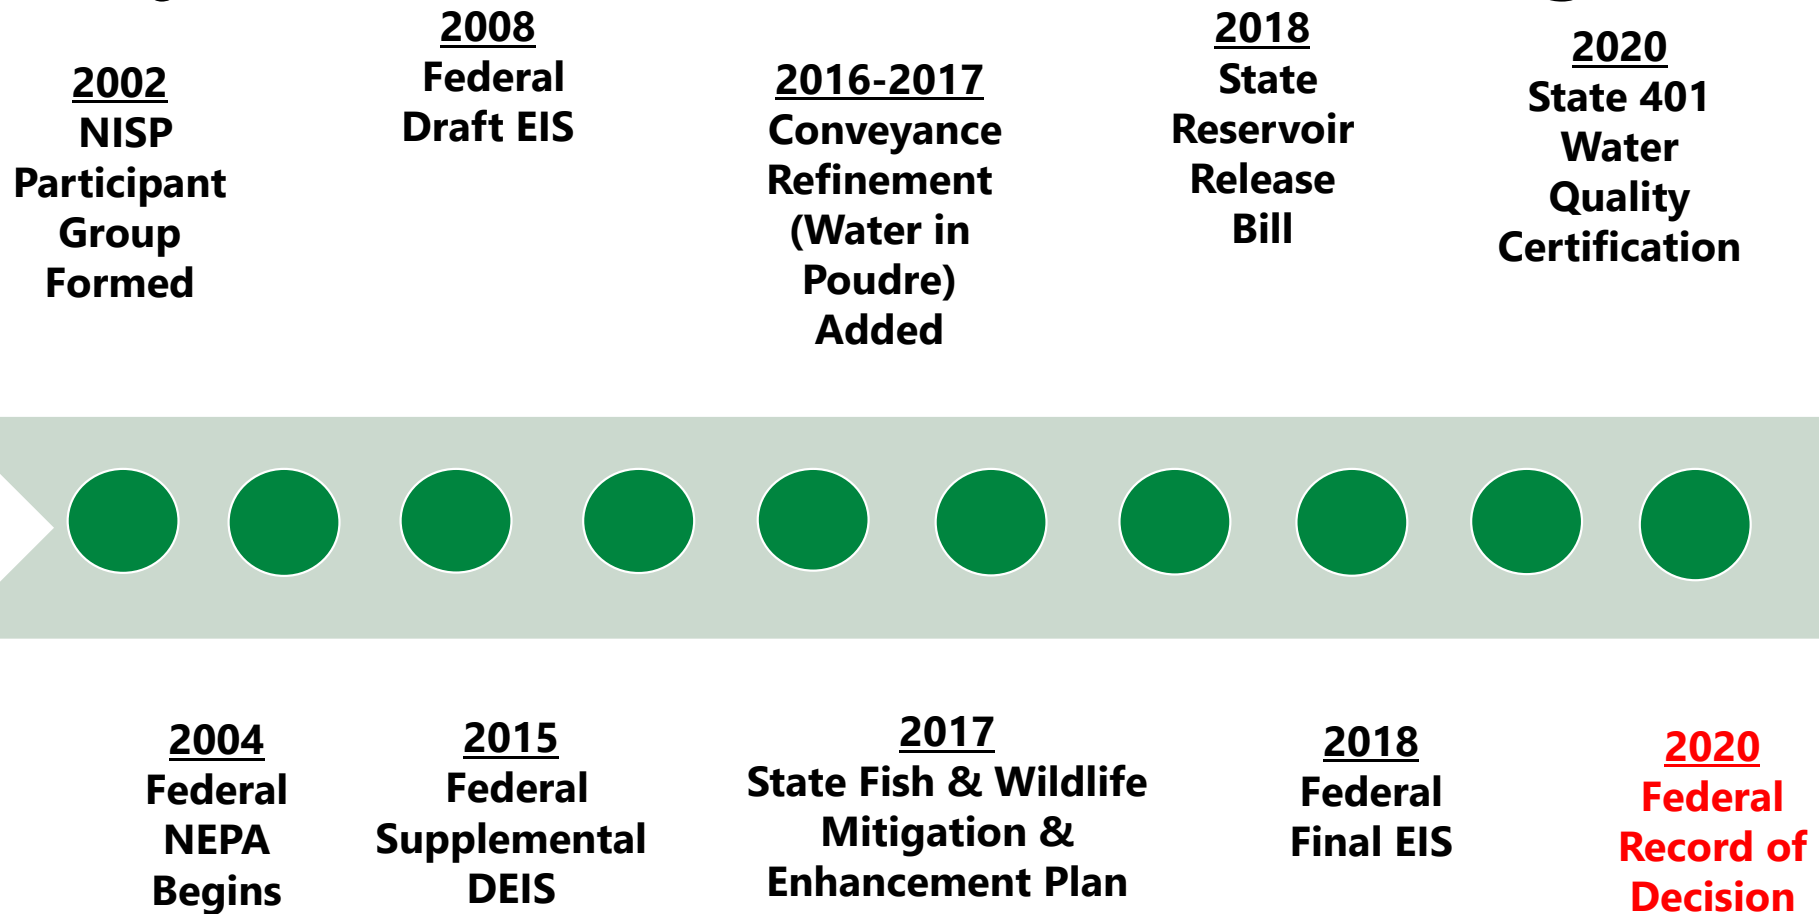 2002
NISP
Participant
Group
Formed
2008
Federal
Draft EIS
2016-2017
Conveyance
Refinement
(Water in
Poudre)
Added
2018
State
Reservoir
Release
Bill
2020
State 401
Water
Quality
Certification
2004
Federal
NEPA
Begins
2015
Federal
Supplemental
DEIS
2017
State Fish & Wildlife
Mitigation &
Enhancement Plan
2018
Federal
Final EIS
2020
Federal
Record of
Decision